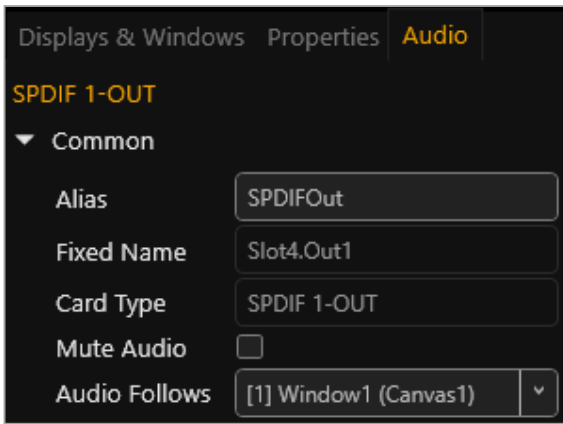 Displays & Windows Properties Audio
SPDIF 1-OUT
Common
Alias SPDIFOut
Fixed Name Slot4.Out1
Card Type SPDIF 1-OUT
Mute Audio
Audio Follows [1] Window1 (Canvas1)